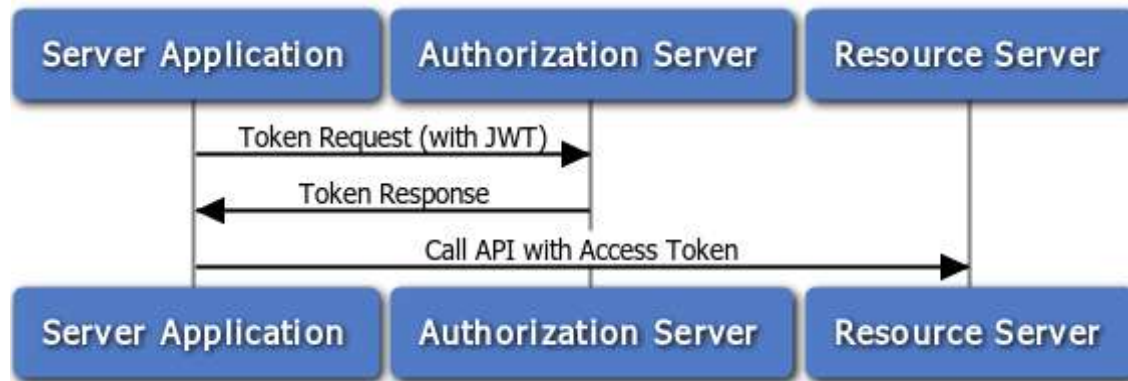 Server Application Authorization Server Resource Server
Token Request (with JWT)
Token Response
Call API with Access Token
Server Application Authorization Server Resource Server